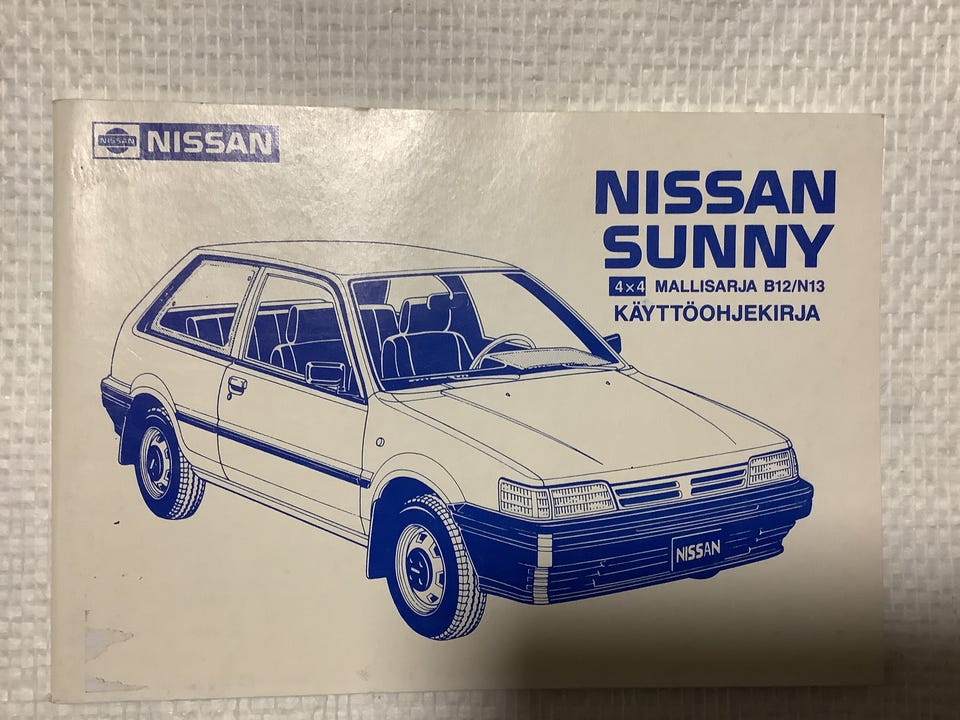 NISSAN NISSAN
NISSAN
SUNNY
4×4 MALLISARJA B12/N13
KÄYTTÖOHJEKIRJA
NISSAN